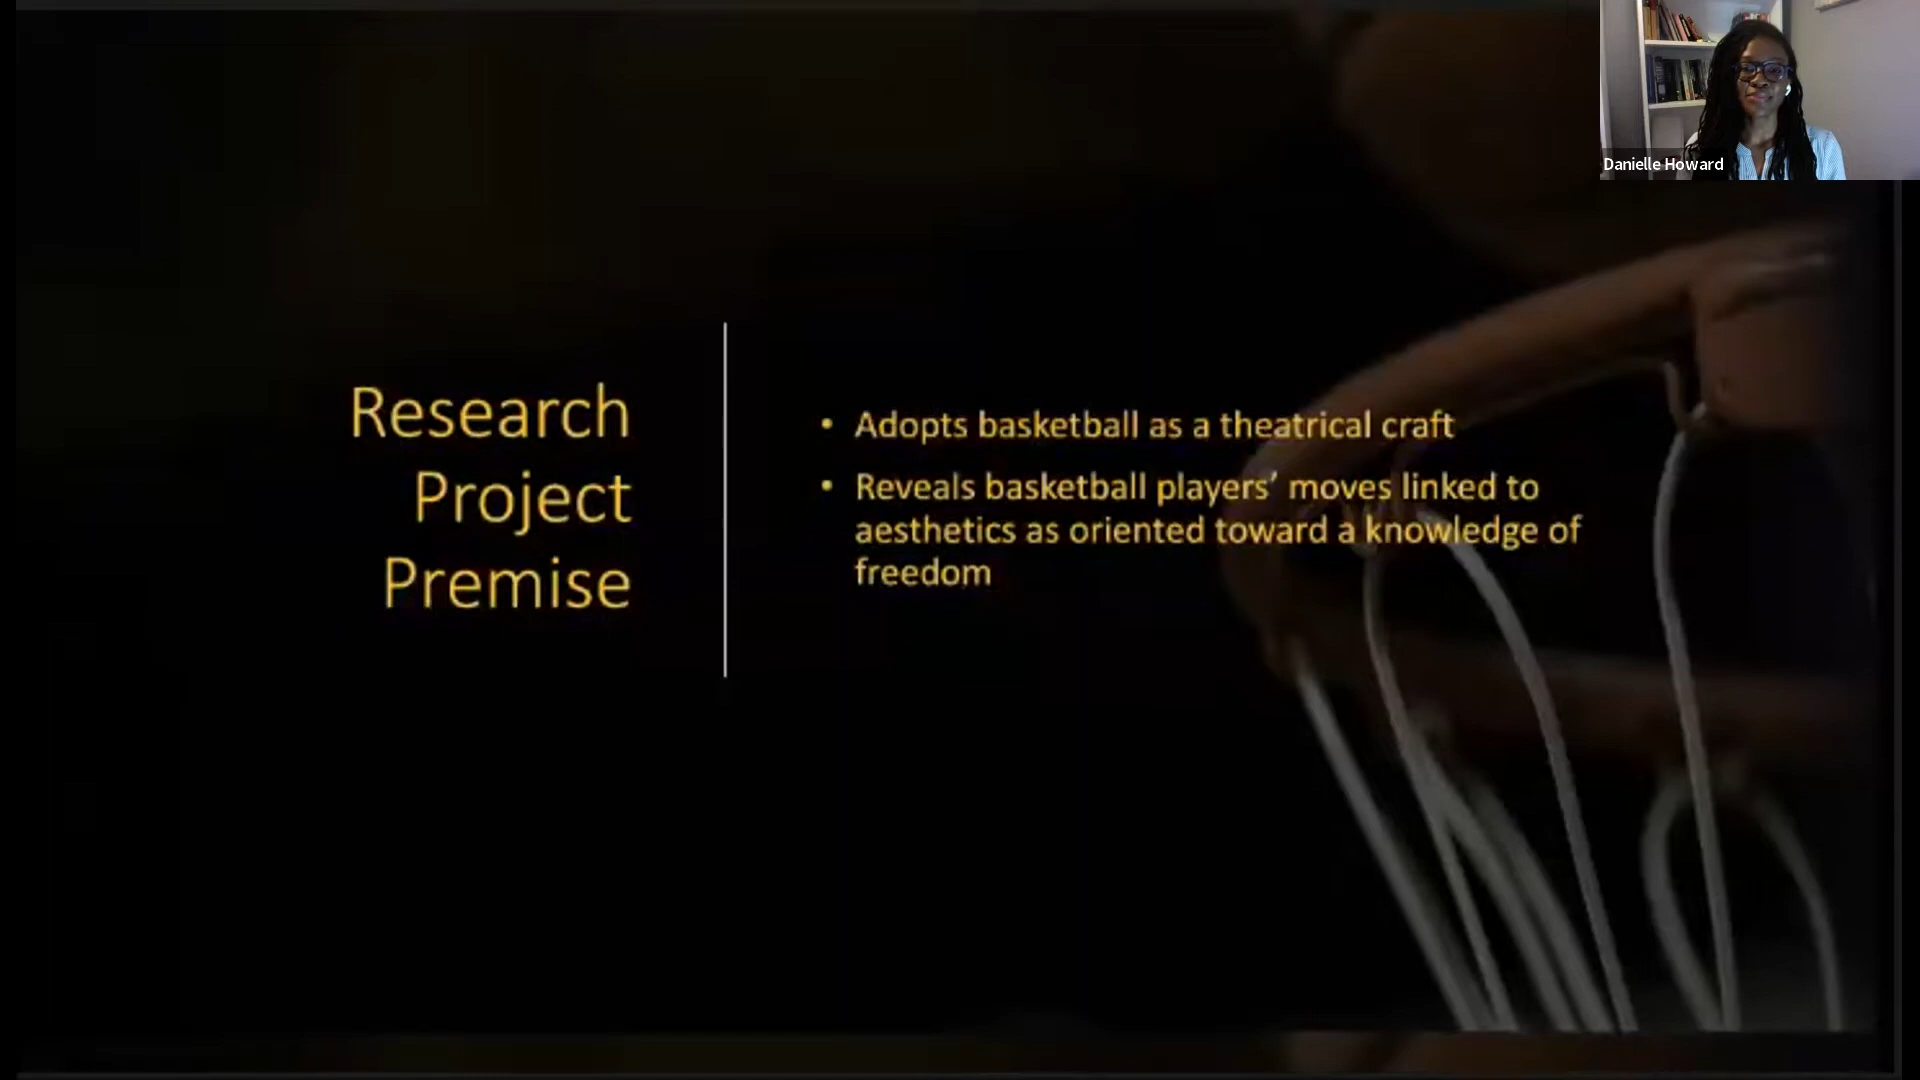 Danielle Howard
Research
Project
Premise
• Adopts basketball as a theatrical craft
• Reveals basketball players’ moves linked to
aesthetics as oriented toward a knowledge of
freedom